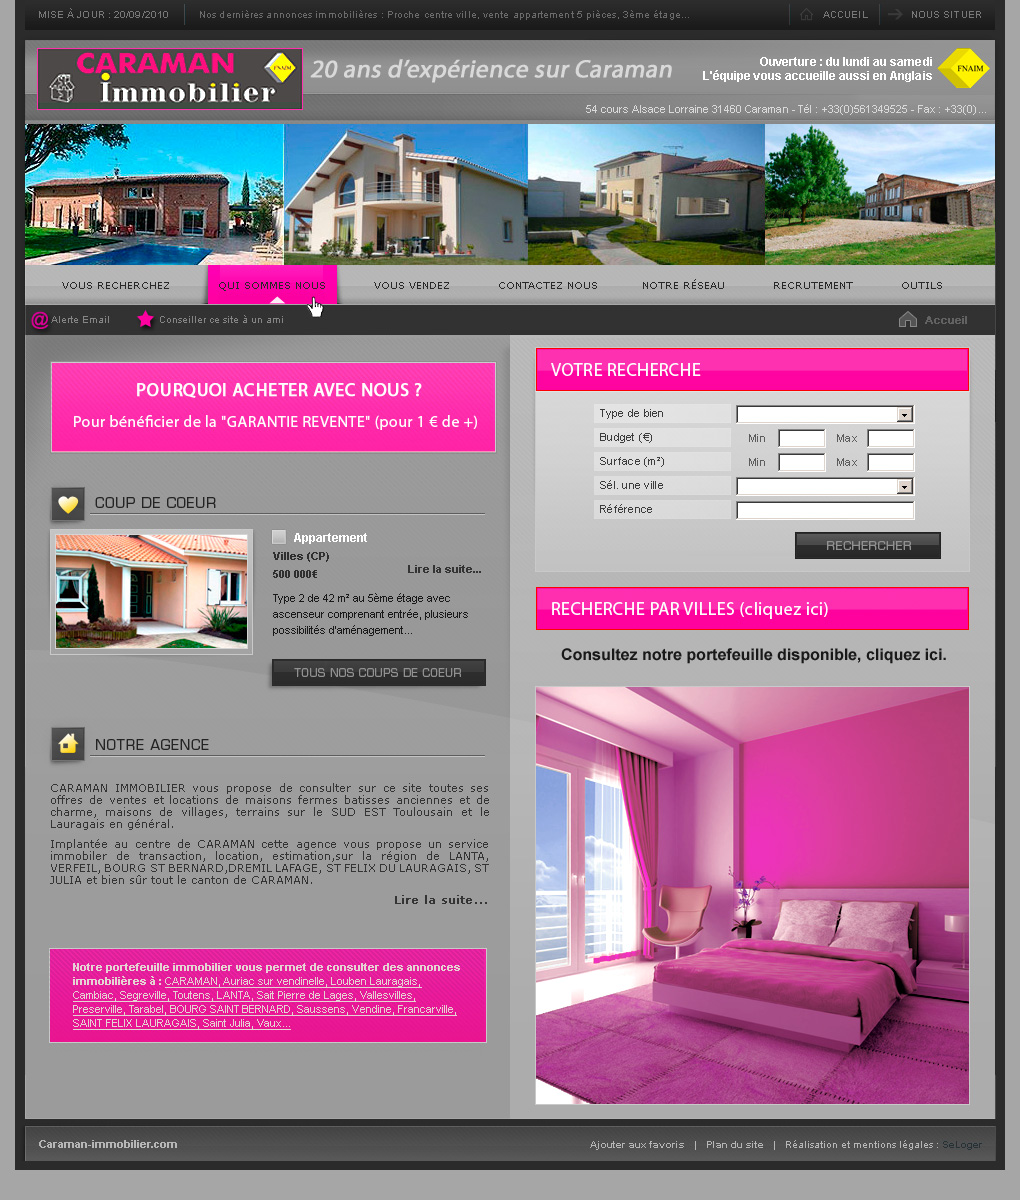 MISE À JOUR : 20/09/2010
Nos dernières annonces immobilières : Proche centre ville, vente appartement 5 pièces, 3ème étage...
ACCUEIL
NOUS SITUER
CARAMAN
Immobilier
FNAIM
20 ans d'expérience sur Caraman
Ouverture : du lundi au samedi
L'équipe vous accueille aussi en Anglais
FNAIM
54 cours Alsace Lorraine 31460 Caraman - Tél : +33(0)561349525 - Fax : +33(0) ...
VOUS RECHERCHEZ
QUI SOMMES NOUS
VOUS VENDEZ
CONTACTEZ NOUS
NOTRE RÉSEAU
RECRUTEMENT
OUTILS
@ Alerte Email
Conseiller ce site à un ami
Accueil
POURQUOI ACHETER AVEC NOUS ?
Pour bénéficier de la "GARANTIE REVENTE" (pour 1 € de +)
COUP DE COEUR
Appartement
Villes (CP)
500 000€
Lire la suite...
Type 2 de 42 m² au 5ème étage avec
ascenseur comprenant entrée, plusieurs
possibilités d'aménagement...
TOUS NOS COUPS DE COEUR
NOTRE AGENCE
CARAMAN IMMOBILIER vous propose de consulter sur ce site toutes ses
offres de ventes et locations de maisons fermes batisses anciennes et de
charme, maisons de villages, terrains sur le SUD EST Toulousain et le
Lauragais en général.
Implantée au centre de CARAMAN cette agence vous propose un service
immobilier de transaction, location, estimation,sur la région de LANTA,
VERFEIL, BOURG ST BERNARD,DREMIL LAFAGE, ST FELIX DU LAURAGAIS, ST
JULIA et bien sûr tout le canton de CARAMAN.
Lire la suite...
Notre portefeuille immobilier vous permet de consulter des annonces
immobilières à : CARAMAN, Auriac sur vendinelle, Louben Lauragais,
Cambiac, Segreville, Toutens, LANTA, Sait Pierre de Lages, Vallesvilles,
Preserville, Tarabel, BOURG SAINT BERNARD, Saussens, Vendine, Francarville,
SAINT FELIX LAURAGAIS, Saint Julia, Vaux...
VOTRE RECHERCHE
Type de bien
Budget (€) Min Max
Surface (m²) Min Max
Sél. une ville
Référence
RECHERCHER
RECHERCHE PAR VILLES (cliquez ici)
Consultez notre portefeuille disponible, cliquez ici.
Caraman-immobilier.com
Ajouter aux favoris | Plan du site | Réalisation et mentions légales : SeLoger